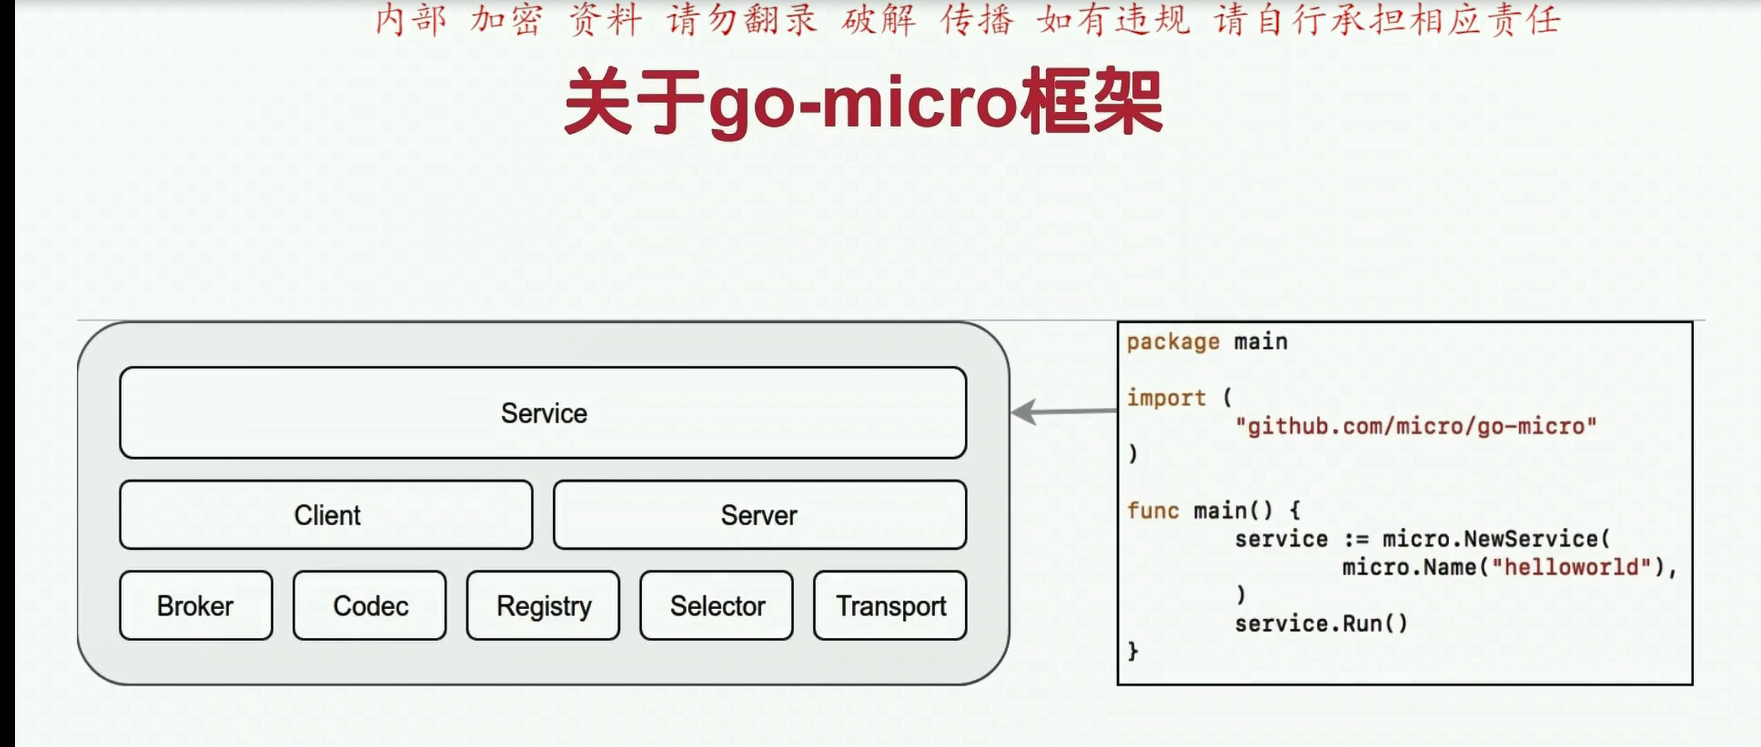 内部 加密 资料 请勿翻录 破解 传播 如有违规 请自行承担相应责任
关于go-micro框架
Service
Client Server
Broker Codec Registry Selector Transport
package main
import (
"github.com/micro/go-micro"
)
func main() {
service := micro.NewService(
micro.Name("helloworld"),
)
service.Run()
}